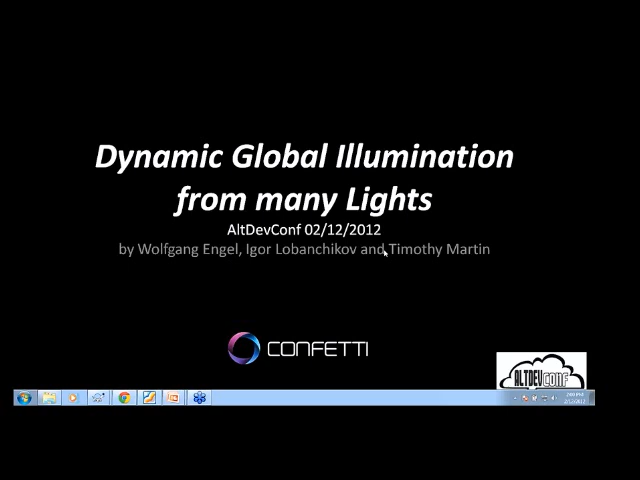 Dynamic Global Illumination
from many Lights
AltDevConf 02/12/2012
by Wolfgang Engel, Igor Lobanchikov and Timothy Martin
CONFETTI
ALTDEVCONF